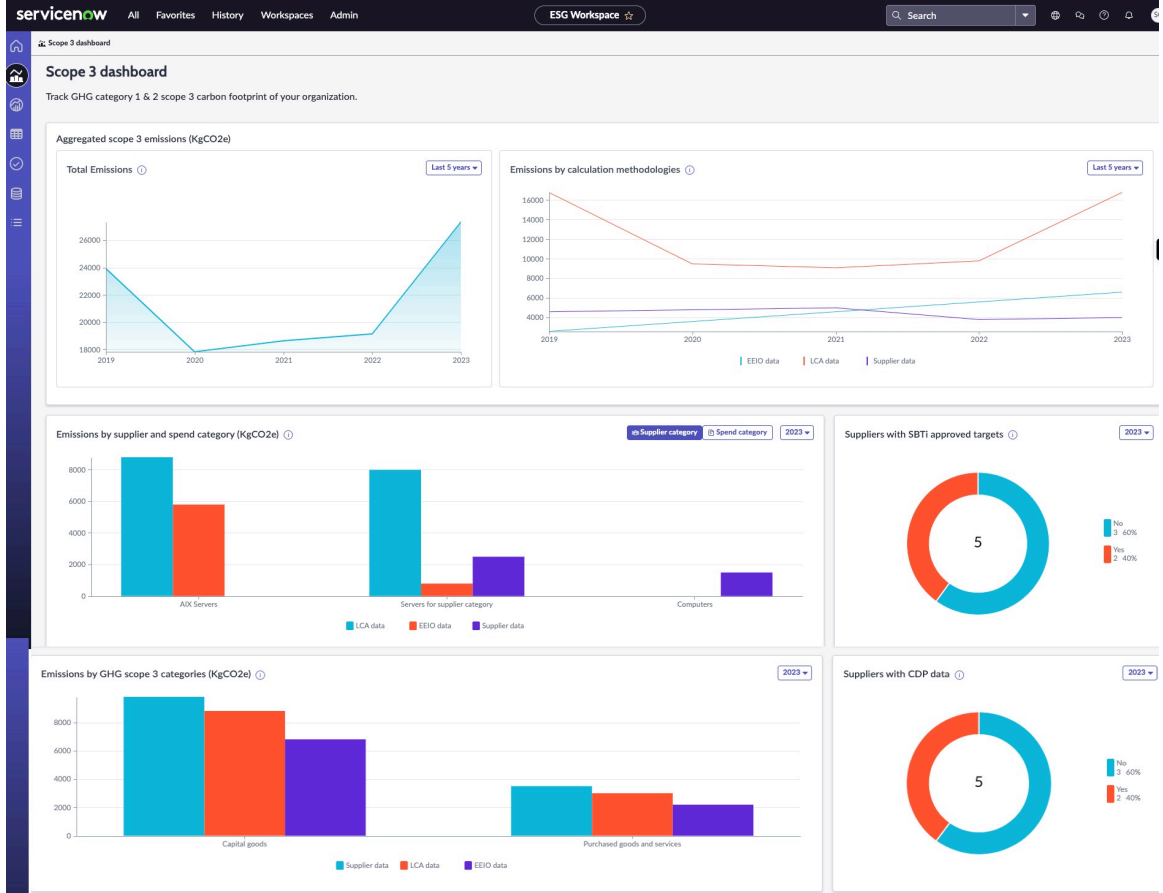 servicenow All Favorites History Workspaces Admin ESG Workspace Search
Scope 3 dashboard
Scope 3 dashboard
Track GHG category 1 & 2 scope 3 carbon footprint of your organization.
Aggregated scope 3 emissions (KgCO2e)
Total Emissions Last 5 years
26000
24000
22000
20000
18000
2019 2020 2021 2022 2023
Emissions by calculation methodologies Last 5 years
16000
14000
12000
10000
8000
6000
4000
2019 2020 2021 2022 2023
EEIO data LCA data Supplier data
Emissions by supplier and spend category (KgCO2e) Supplier category Spend category 2023
8000
6000
4000
2000
0
AIX Servers Servers for supplier category Computers
LCA data EEIO data Supplier data
Suppliers with SBTi approved targets 2023
5
No
3 60%
Yes
2 40%
Emissions by GHG scope 3 categories (KgCO2e) 2023
8000
6000
4000
2000
0
Capital goods Purchased goods and services
Supplier data LCA data EEIO data
Suppliers with CDP data 2023
5
No
3 60%
Yes
2 40%